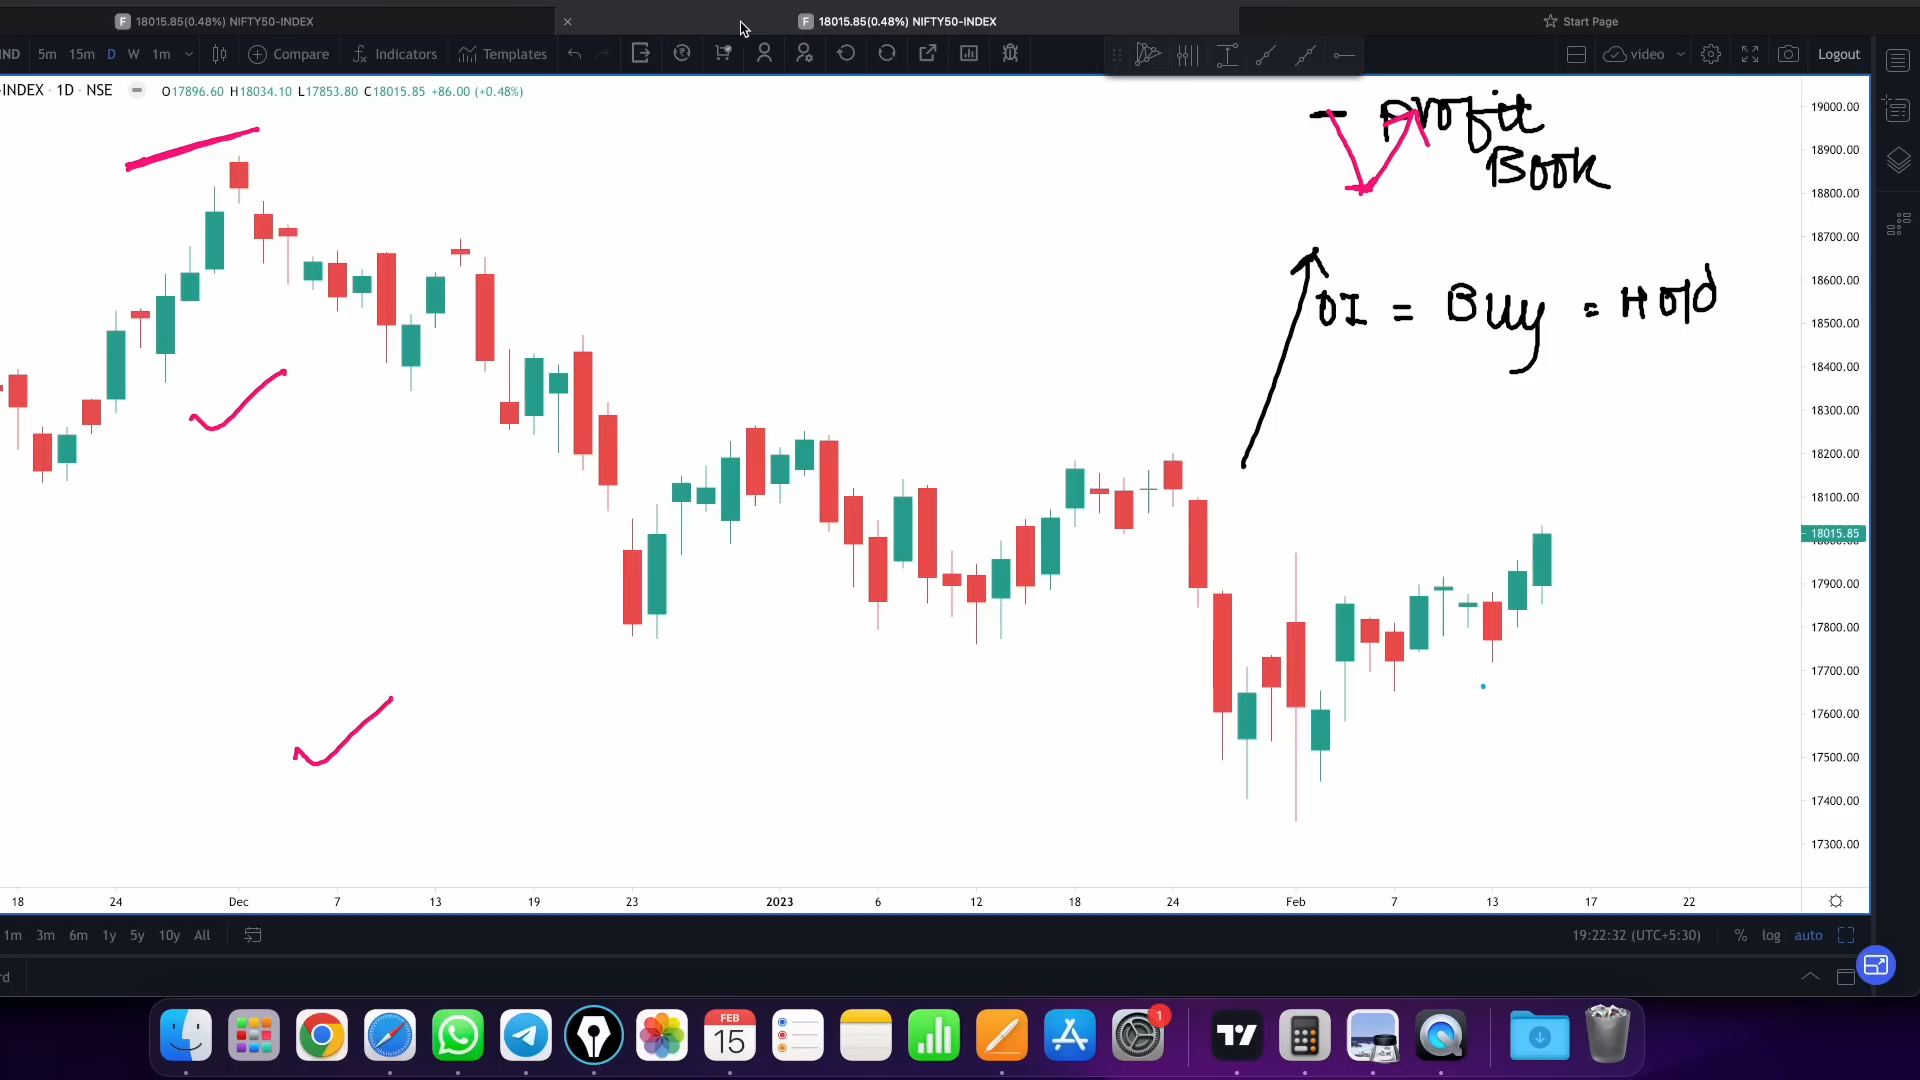 F 18015.85(0.48%) NIFTY50-INDEX
F 18015.85(0.48%) NIFTY50-INDEX
Start Page
IND 5m 15m D W 1m Compare Indicators Templates video Logout
-INDEX · 1D · NSE O17896.60 H18034.10 L17853.80 C18015.85 +86.00 (+0.48%)
- Profit
Book
OI = Buy = Hold
19000.00
18900.00
18800.00
18700.00
18600.00
18500.00
18400.00
18300.00
18200.00
18100.00
18015.85
17900.00
17800.00
17700.00
17600.00
17500.00
17400.00
17300.00
18 24 Dec 7 13 19 23 2023 6 12 18 24 Feb 7 13 17 22
1m 3m 6m 1y 5y 10y All 19:22:32 (UTC+5:30) % log auto
rd
FEB
15
1